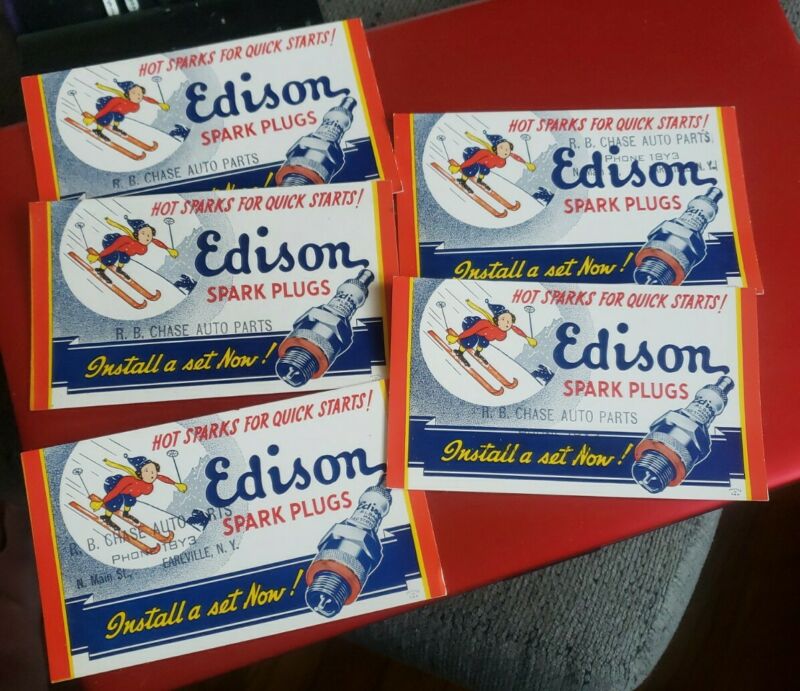 HOT SPARKS FOR QUICK STARTS!
Edison
SPARK PLUGS
R. B. CHASE AUTO PARTS
Install a set Now!
HOT SPARKS FOR QUICK STARTS!
R. B. CHASE AUTO PARTS
PHONE 18Y3
N. Y.
Edison
SPARK PLUGS
Install a set Now!
HOT SPARKS FOR QUICK STARTS!
Edison
SPARK PLUGS
R. B. CHASE AUTO PARTS
Install a set Now!
HOT SPARKS FOR QUICK STARTS!
Edison
SPARK PLUGS
R. B. CHASE AUTO PARTS
Install a set Now!
HOT SPARKS FOR QUICK STARTS!
Edison
SPARK PLUGS
R. B. CHASE AUTO PARTS
PHONE 18Y3
N. Main St., EARLVILLE, N. Y.
Install a set Now!